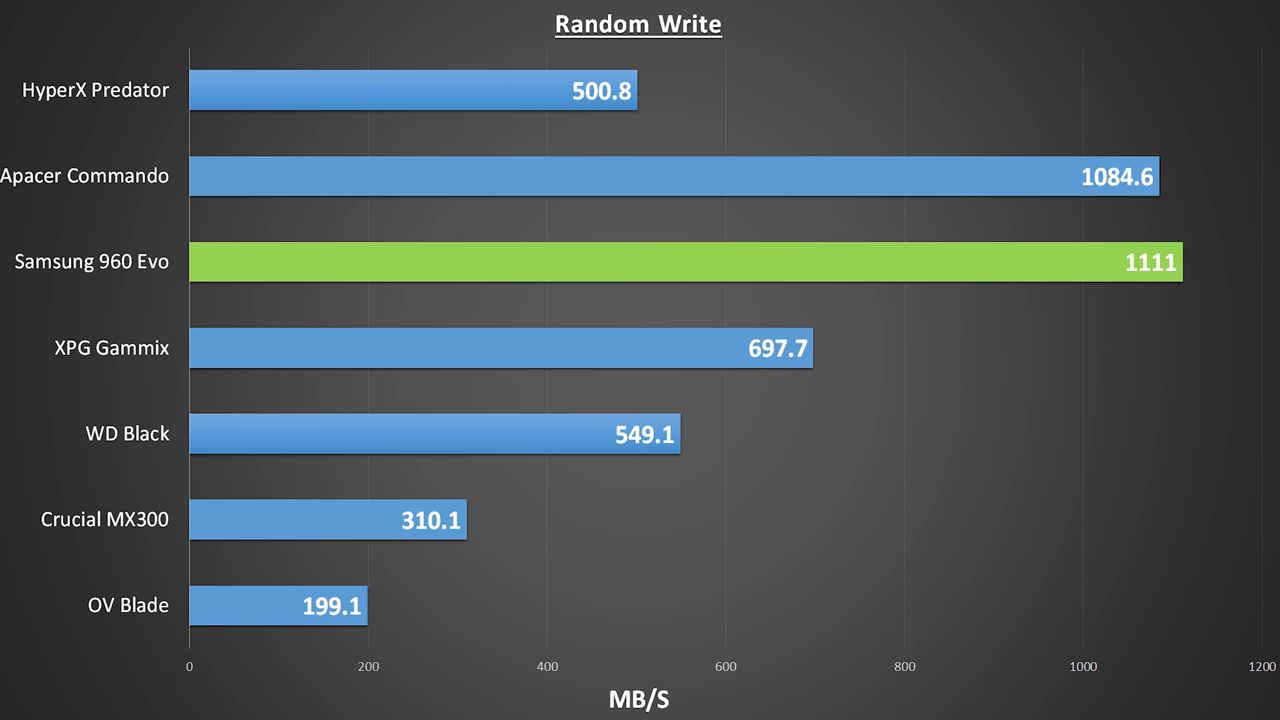 Random Write
HyperX Predator 500.8
Apacer Commando 1084.6
Samsung 960 Evo 1111
XPG Gammix 697.7
WD Black 549.1
Crucial MX300 310.1
OV Blade 199.1
0 200 400 600 800 1000 1200
MB/S